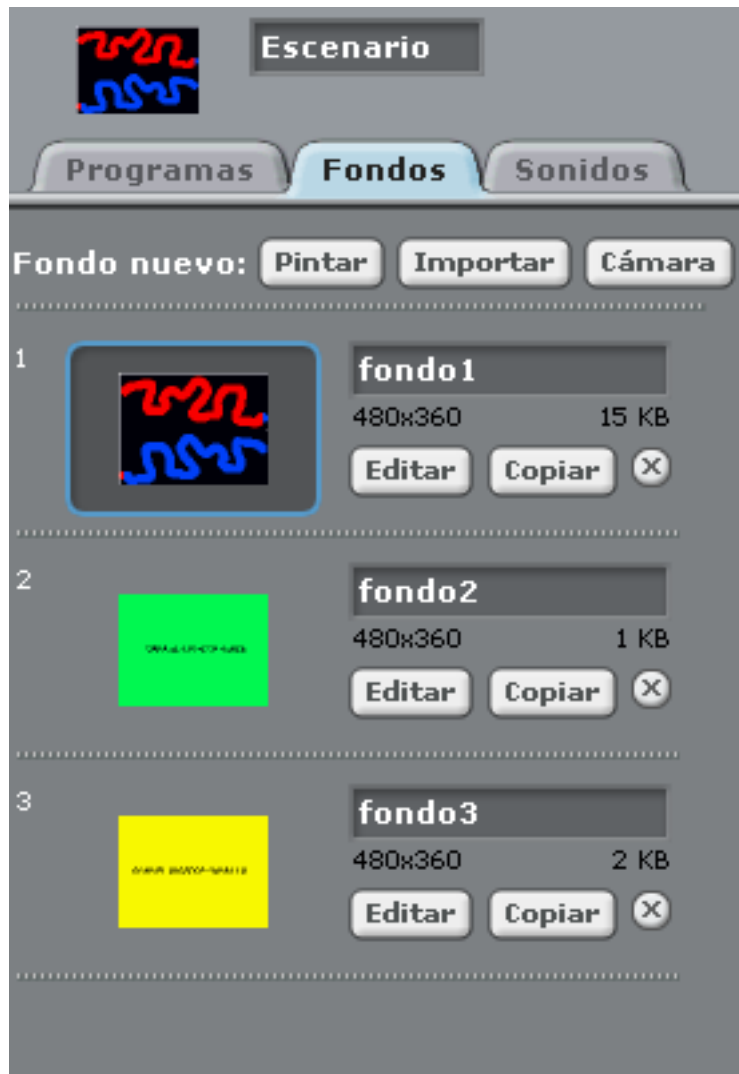 Escenario
Programas Fondos Sonidos
Fondo nuevo: Pintar Importar Cámara
1
fondo1
480x360 15 KB
Editar Copiar
2
fondo2
480x360 1 KB
Editar Copiar
3
fondo3
480x360 2 KB
Editar Copiar